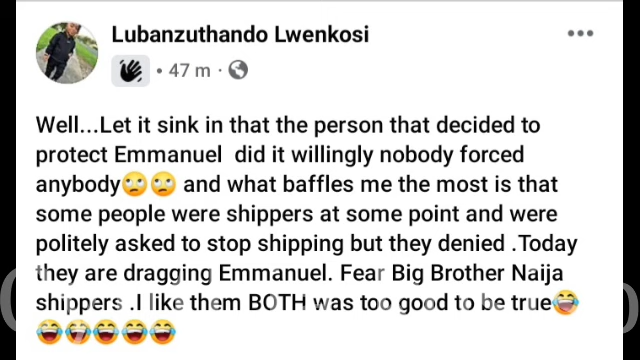 Lubanzuthando Lwenkosi
47 m
Well...Let it sink in that the person that decided to
protect Emmanuel did it willingly nobody forced
anybody🙄🙄 and what baffles me the most is that
some people were shippers at some point and were
politely asked to stop shipping but they denied .Today
they are dragging Emmanuel. Fear Big Brother Naija
shippers .I like them BOTH was too good to be true😂
😂😂😂😂😂